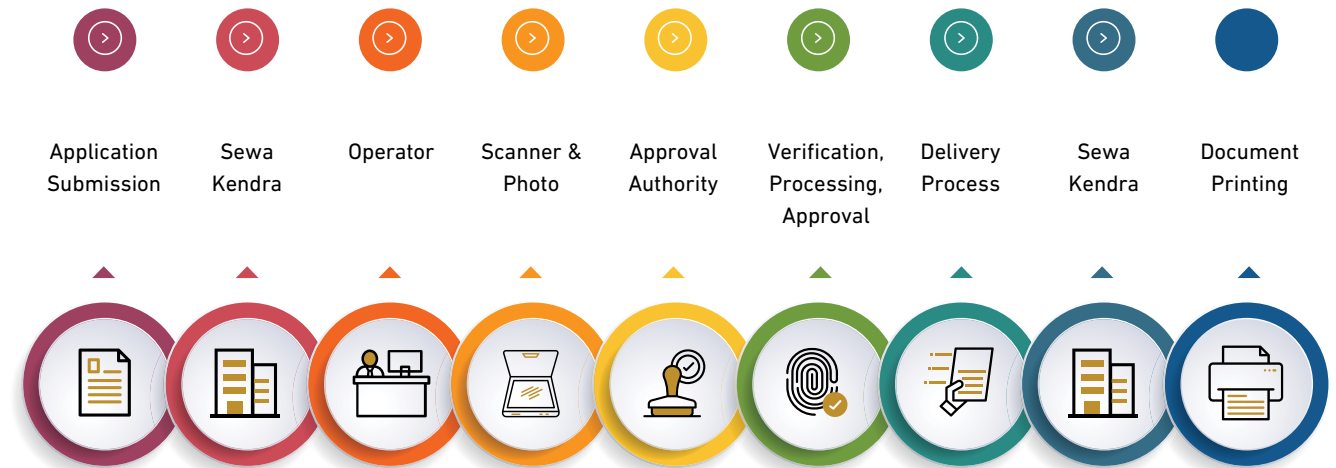 Application
Submission
Sewa
Kendra
Operator
Scanner &
Photo
Approval
Authority
Verification,
Processing,
Approval
Delivery
Process
Sewa
Kendra
Document
Printing